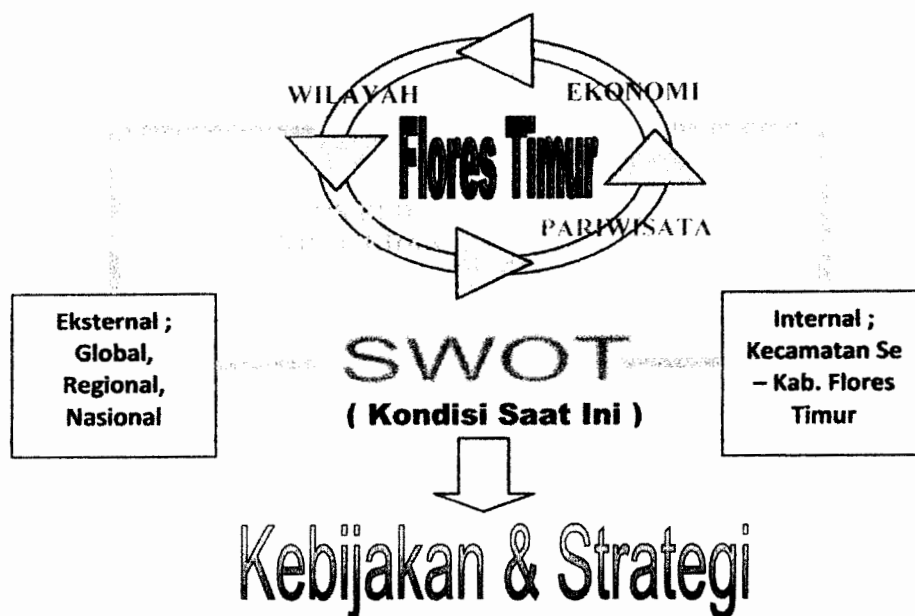 WILAYAH
EKONOMI
Flores Timur
PARIWISATA
Eksternal ;
Global,
Regional,
Nasional
SWOT
( Kondisi Saat Ini )
Internal ;
Kecamatan Se
– Kab. Flores
Timur
Kebijakan & Strategi